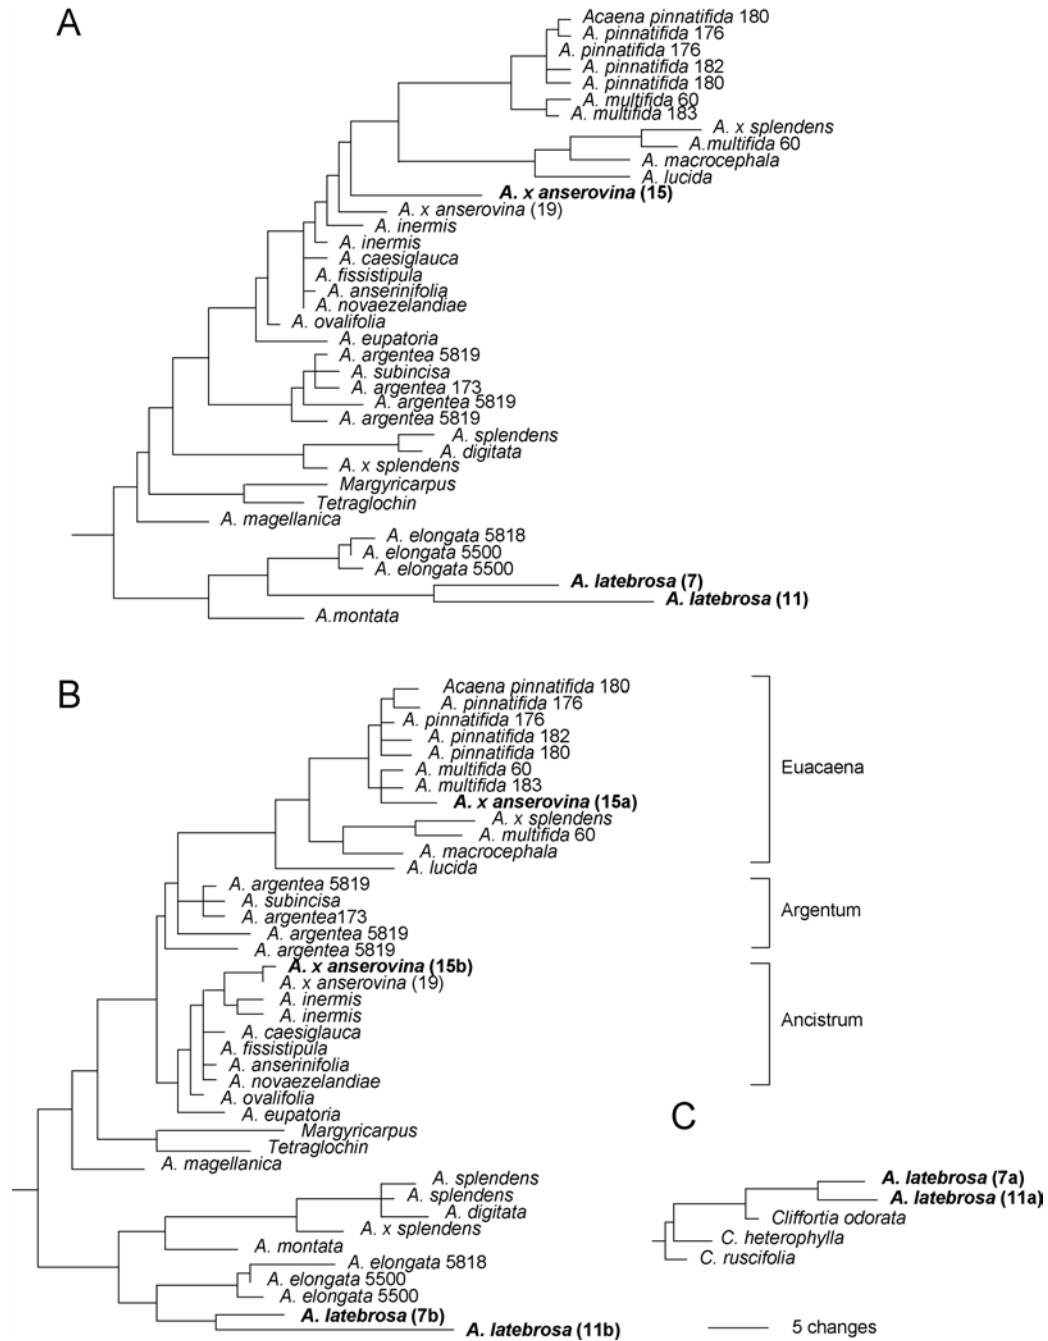 A
Acaena pinnatifida 180
A. pinnatifida 176
A. pinnatifida 176
A. pinnatifida 182
A. pinnatifida 180
A. multifida 60
A. multifida 183
A. x splendens
A.multifida 60
A. macrocephala
A. lucida
A. x anserovina (15)
A. x anserovina (19)
A. inermis
A. inermis
A. caesiglauca
A. fissistipula
A. anserinifolia
A. novaezelandiae
A. ovalifolia
A. eupatoria
A. argentea 5819
A. subincisa
A. argentea 173
A. argentea 5819
A. argentea 5819
A. splendens
A. digitata
A. x splendens
Margyricarpus
Tetraglochin
A. magellanica
A. elongata 5818
A. elongata 5500
A. elongata 5500
A. latebrosa (7)
A. latebrosa (11)
A.montata
B
Acaena pinnatifida 180
A. pinnatifida 176
A. pinnatifida 176
A. pinnatifida 182
A. pinnatifida 180
A. multifida 60
A. multifida 183
A. x anserovina (15a)
A. x splendens
A. multifida 60
A. macrocephala
A. lucida
Euacaena
A. argentea 5819
A. subincisa
A. argentea173
A. argentea 5819
A. argentea 5819
Argentum
A. x anserovina (15b)
A. x anserovina (19)
A. inermis
A. inermis
A. caesiglauca
A. fissistipula
A. anserinifolia
A. novaezelandiae
A. ovalifolia
A. eupatoria
Ancistrum
Margyricarpus
Tetraglochin
A. magellanica
A. splendens
A. splendens
A. digitata
A. x splendens
A. montata
A. elongata 5818
A. elongata 5500
A. elongata 5500
A. latebrosa (7b)
A. latebrosa (11b)
C
A. latebrosa (7a)
A. latebrosa (11a)
Cliffortia odorata
C. heterophylla
C. ruscifolia
5 changes